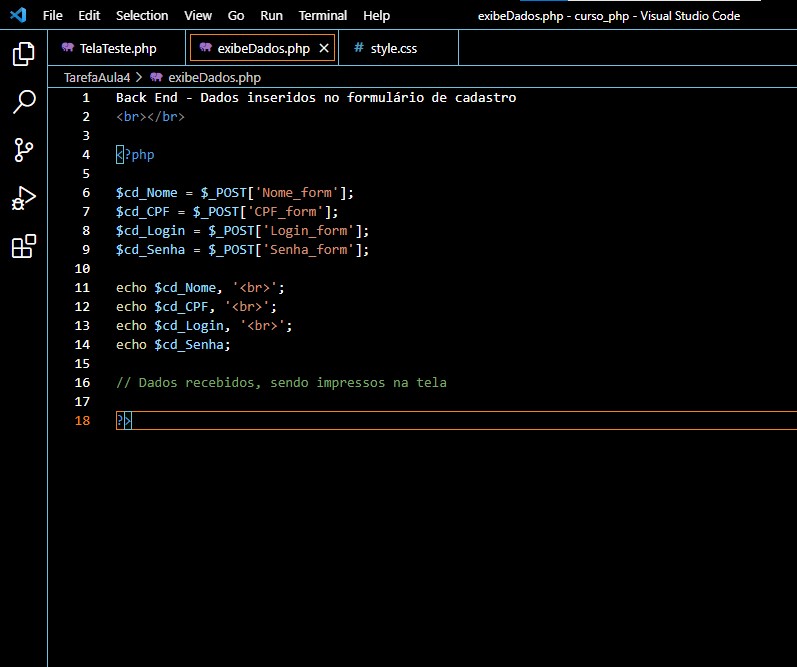 File Edit Selection View Go Run Terminal Help exibeDados.php - curso_php - Visual Studio Code
TelaTeste.php exibeDados.php × # style.css
TarefaAula4 > exibeDados.php
1 Back End - Dados inseridos no formulário de cadastro
2 <br></br>
3
4 <?php
5
6 $cd_Nome = $_POST['Nome_form'];
7 $cd_CPF = $_POST['CPF_form'];
8 $cd_Login = $_POST['Login_form'];
9 $cd_Senha = $_POST['Senha_form'];
10
11 echo $cd_Nome, '<br>';
12 echo $cd_CPF, '<br>';
13 echo $cd_Login, '<br>';
14 echo $cd_Senha;
15
16 // Dados recebidos, sendo impressos na tela
17
18 ?>